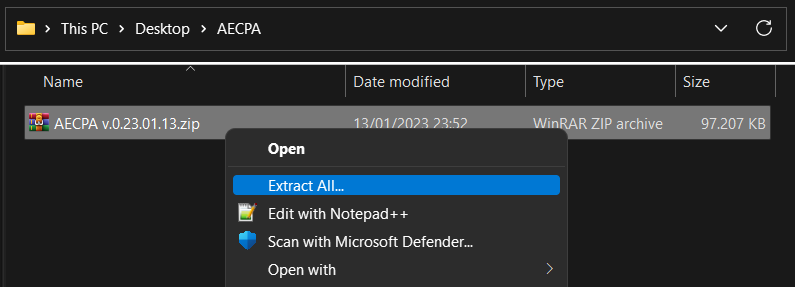 This PC > Desktop > AECPA
Name Date modified Type Size
AECPA v.0.23.01.13.zip 13/01/2023 23:52 WinRAR ZIP archive 97.207 KB
Open
Extract All...
Edit with Notepad++
Scan with Microsoft Defender...
Open with